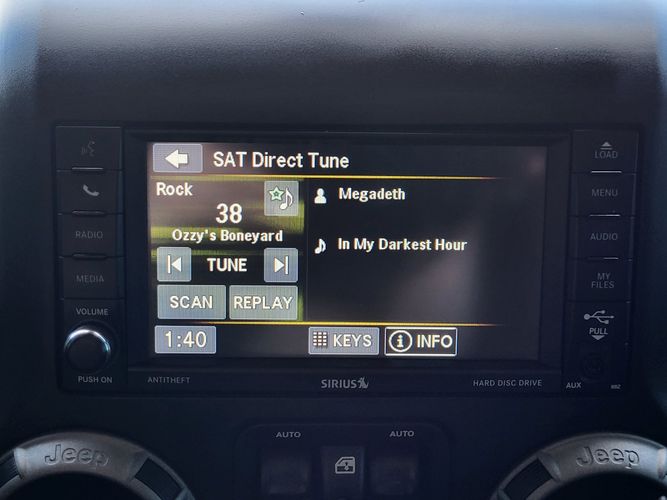 SAT Direct Tune
LOAD
Rock
38
Ozzy's Boneyard
Megadeth
In My Darkest Hour
MENU
RADIO
AUDIO
TUNE
MEDIA
MY
FILES
SCAN
REPLAY
VOLUME
PULL
1:40
KEYS
i INFO
PUSH ON
ANTITHEFT
SIRIUS
HARD DISC DRIVE
AUX
AUTO
AUTO
Jeep
Jeep